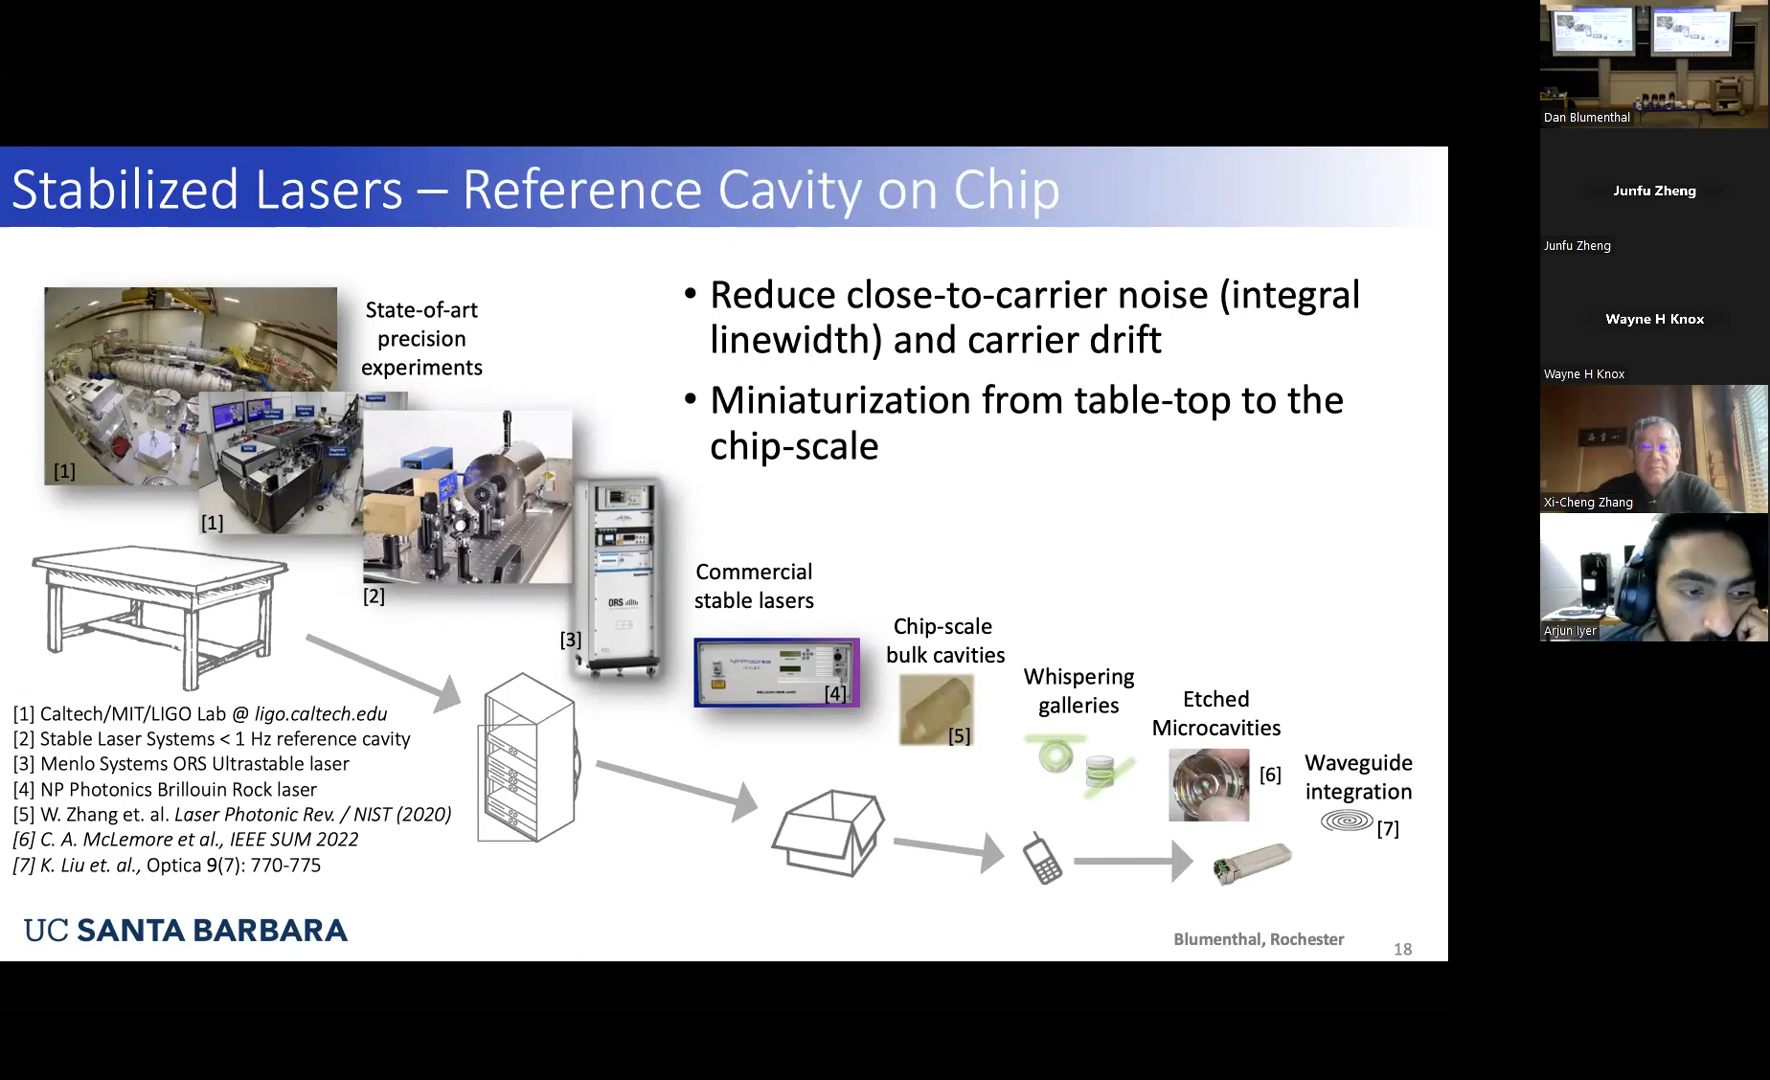 Stabilized Lasers – Reference Cavity on Chip
State-of-art
precision
experiments
[1]
[1]
[2]
[3]
ORS
• Reduce close-to-carrier noise (integral
linewidth) and carrier drift
• Miniaturization from table-top to the
chip-scale
Commercial
stable lasers
[4]
Chip-scale
bulk cavities
[5]
Whispering
galleries
Etched
Microcavities
[6]
Waveguide
integration
[7]
[1] Caltech/MIT/LIGO Lab @ ligo.caltech.edu
[2] Stable Laser Systems < 1 Hz reference cavity
[3] Menlo Systems ORS Ultrastable laser
[4] NP Photonics Brillouin Rock laser
[5] W. Zhang et. al. Laser Photonic Rev. / NIST (2020)
[6] C. A. McLemore et al., IEEE SUM 2022
[7] K. Liu et. al., Optica 9(7): 770-775
UC SANTA BARBARA
Blumenthal, Rochester
18
Dan Blumenthal
Junfu Zheng
Junfu Zheng
Wayne H Knox
Wayne H Knox
Xi-Cheng Zhang
Arjun Iyer